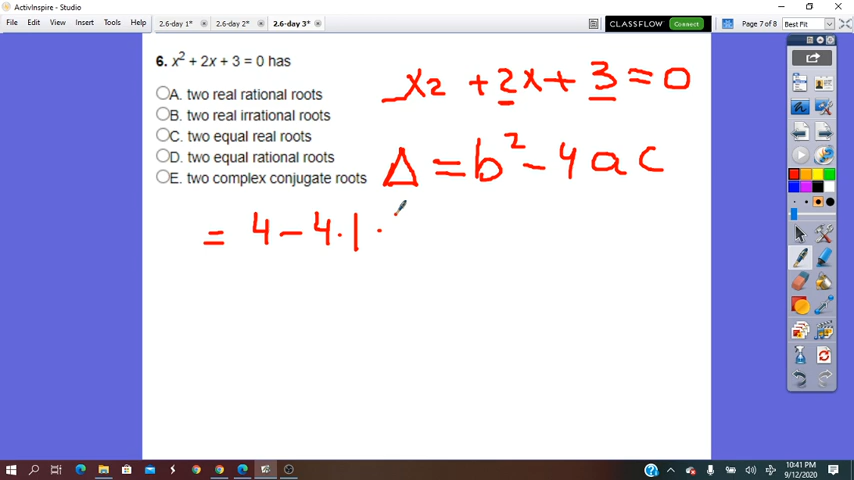 ActivInspire - Studio
File Edit View Insert Tools Help
2.6-day 1* 2.6-day 2* 2.6-day 3*
CLASSFLOW Connect
Page 7 of 8 Best Fit
6. x² + 2x + 3 = 0 has
A. two real rational roots
B. two real irrational roots
C. two equal real roots
D. two equal rational roots
E. two complex conjugate roots
x2 + 2x + 3 = 0
Δ = b² - 4ac
= 4 - 4·1·
10:41 PM
9/12/2020